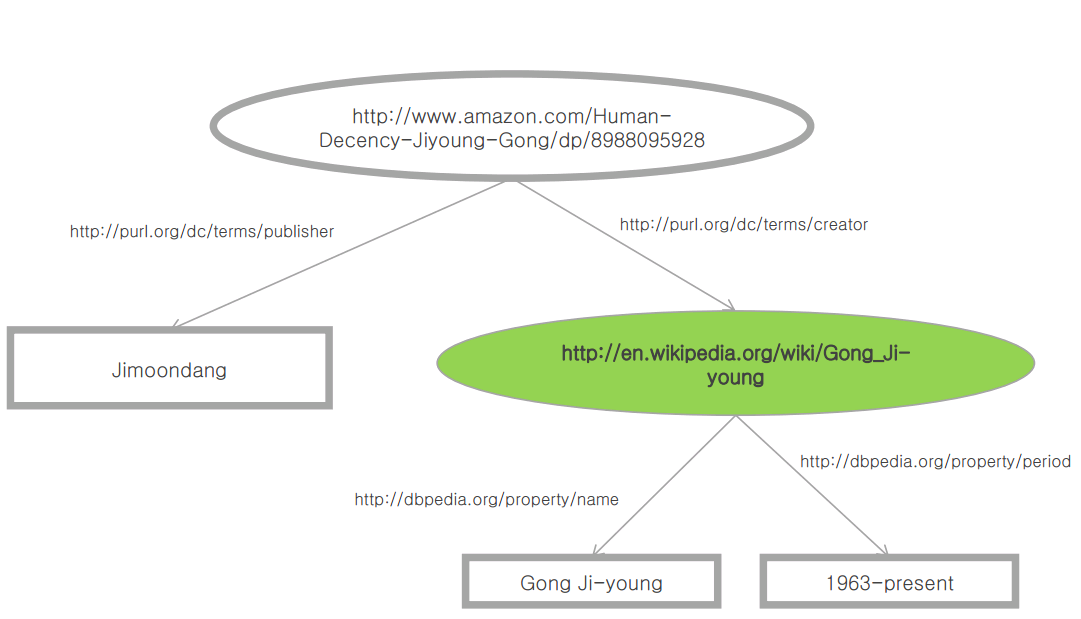 http://www.amazon.com/Human-
Decency-Jiyoung-Gong/dp/8988095928
http://purl.org/dc/terms/publisher
http://purl.org/dc/terms/creator
Jimoondang
http://en.wikipedia.org/wiki/Gong_Ji-
young
http://dbpedia.org/property/period
http://dbpedia.org/property/name
Gong Ji-young
1963-present